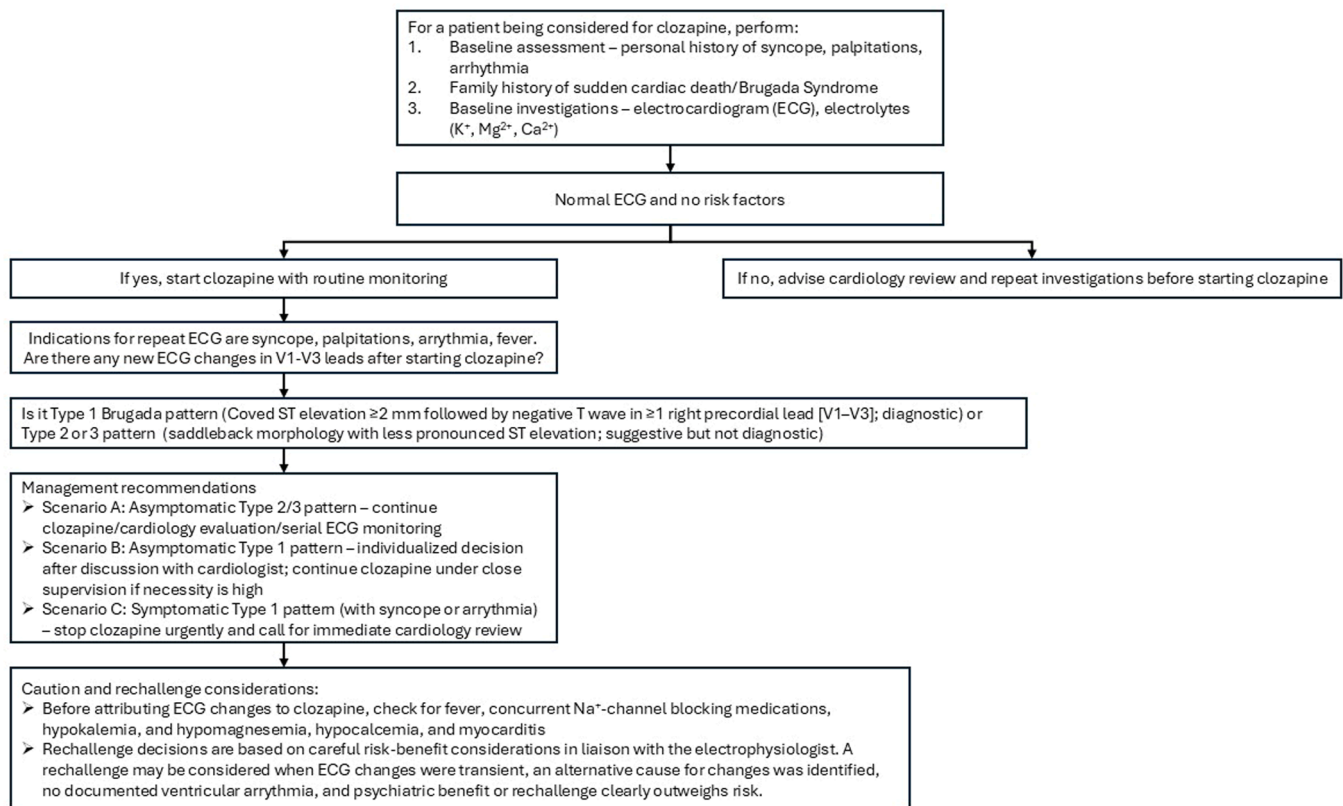 For a patient being considered for clozapine, perform:
1. Baseline assessment – personal history of syncope, palpitations,
arrhythmia
2. Family history of sudden cardiac death/Brugada Syndrome
3. Baseline investigations – electrocardiogram (ECG), electrolytes
(K⁺, Mg²⁺, Ca²⁺)
Normal ECG and no risk factors
If yes, start clozapine with routine monitoring
If no, advise cardiology review and repeat investigations before starting clozapine
Indications for repeat ECG are syncope, palpitations, arrytmia, fever.
Are there any new ECG changes in V1-V3 leads after starting clozapine?
Is it Type 1 Brugada pattern (Coved ST elevation ≥2 mm followed by negative T wave in ≥1 right precordial lead [V1–V3]; diagnostic) or
Type 2 or 3 pattern (saddleback morphology with less pronounced ST elevation; suggestive but not diagnostic)
Management recommendations
➢ Scenario A: Asymptomatic Type 2/3 pattern – continue
clozapine/cardiology evaluation/serial ECG monitoring
➢ Scenario B: Asymptomatic Type 1 pattern – individualized decision
after discussion with cardiologist; continue clozapine under close
supervision if necessity is high
➢ Scenario C: Symptomatic Type 1 pattern (with syncope or arrytmia)
– stop clozapine urgently and call for immediate cardiology review
Caution and rechallenge considerations:
➢ Before attributing ECG changes to clozapine, check for fever, concurrent Na⁺-channel blocking medications,
hypokalemia, and hypomagnesemia, hypocalcemia, and myocarditis
➢ Rechallenge decisions are based on careful risk-benefit considerations in liaison with the electrophysiologist. A
rechallenge may be considered when ECG changes were transient, an alternative cause for changes was identified,
no documented ventricular arrytmia, and psychiatric benefit or rechallenge clearly outweighs risk.